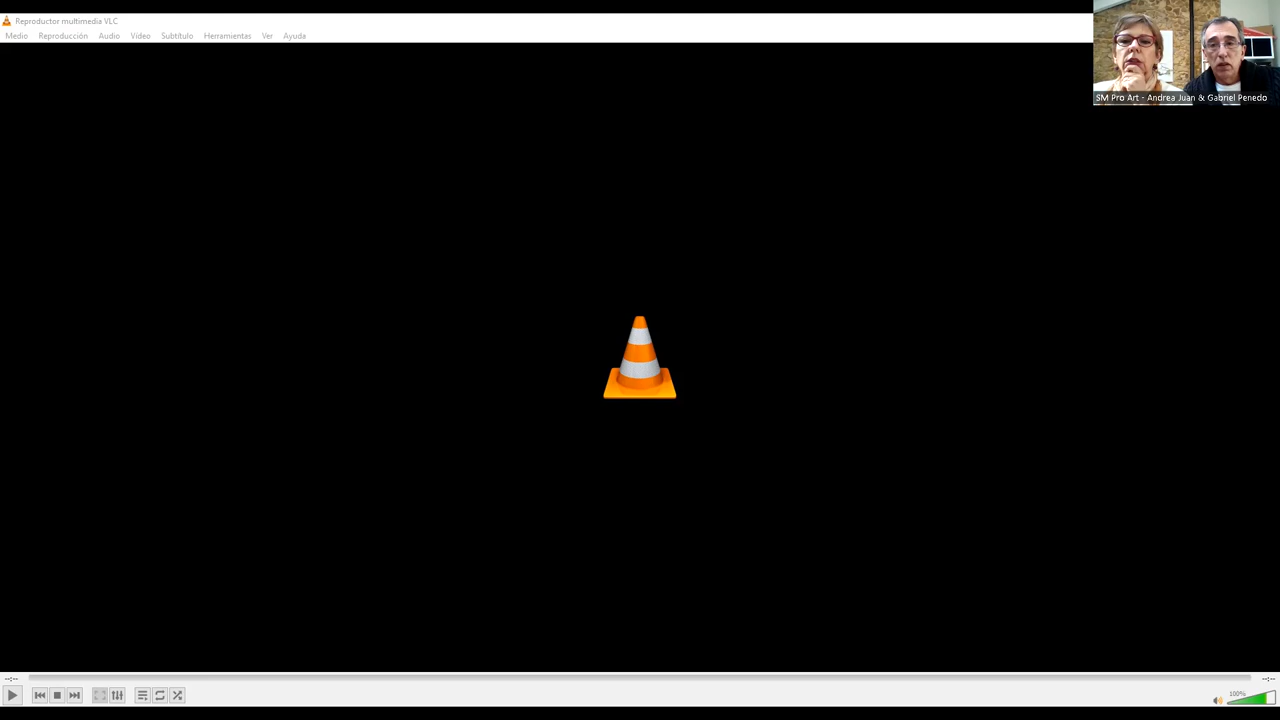 Reproductor multimedia VLC
Medio Reproducción Audio Vídeo Subtítulo Herramientas Ver Ayuda
SM Pro Art - Andrea Juan & Gabriel Penedo
--:-- --:--
100%